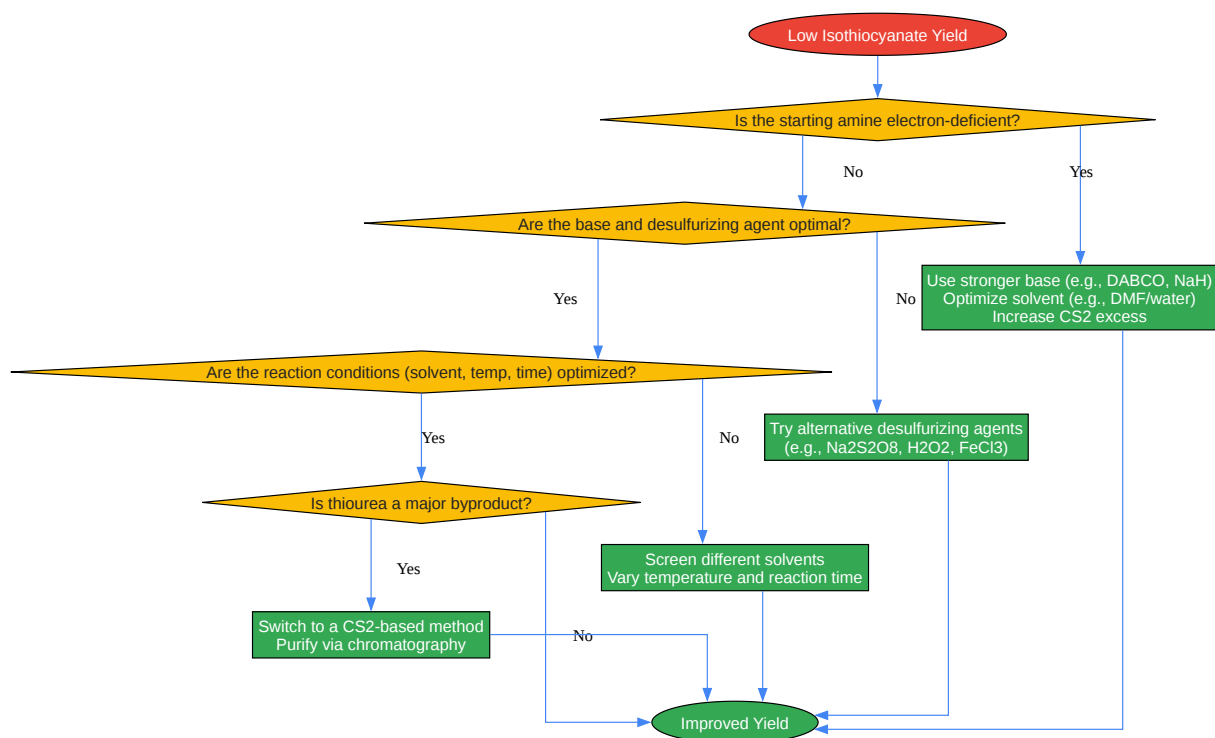 Low Isothiocyanate Yield
Is the starting amine electron-deficient?
No
Yes
Are the base and desulfurizing agent optimal?
Yes
No
Use stronger base (e.g., DABCO, NaH)
Optimize solvent (e.g., DMF/water)
Increase CS2 excess
Are the reaction conditions (solvent, temp, time) optimized?
Yes
No
Try alternative desulfurizing agents
(e.g., Na2S2O8, H2O2, FeCl3)
Is thiourea a major byproduct?
Yes
No
Screen different solvents
Vary temperature and reaction time
Switch to a CS2-based method
Purify via chromatography
Improved Yield